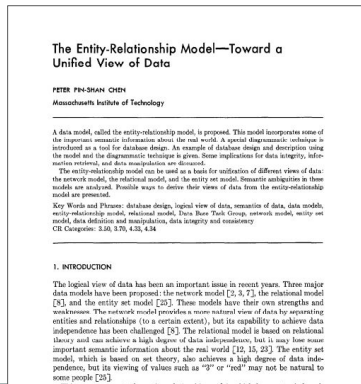 The Entity-Relationship Model—Toward a
Unified View of Data
PETER PIN-SHAN CHEN
Massachusetts Institute of Technology
A data model, called the entity-relationship model, is proposed. This model incorporates some of
the important semantic information about the real world. A special diagrammatic technique is
introduced as a tool for database design. An example of database design and description using
the model and the diagrammatic technique is given. Some implications for data integrity, infor-
mation retrieval, and data manipulation are discussed.
The entity-relationship model can be used as a basis for unification of different views of data:
the network model, the relational model, and the entity set model. Semantic ambiguities in these
models are analyzed. Possible ways to derive their views of data from the entity-relationship
model are presented.
Key Words and Phrases: database design, logical view of data, semantics of data, data models,
entity-relationship model, relational model, Data Base Task Group, network model, entity set
model, data definition and manipulation, data integrity and consistency
CR Categories: 3.50, 3.70, 4.33, 4.34
1. INTRODUCTION
The logical view of data has been an important issue in recent years. Three major
data models have been proposed: the network model [2, 3, 7], the relational model
[8], and the entity set model [25]. These models have their own strengths and
weaknesses. The network model provides a more natural view of data by separating
entities and relationships (to a certain extent), but its capability to achieve data
independence has been challenged [8]. The relational model is based on relational
theory and can achieve a high degree of data independence, but it may lose some
important semantic information about the real world [12, 15, 23]. The entity set
model, which is based on set theory, also achieves a high degree of data inde-
pendence, but its viewing of values such as “3” or “red” may not be natural to
some people [25].